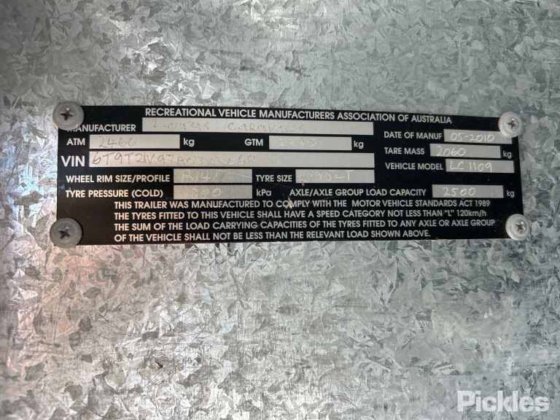 RECREATIONAL VEHICLE MANUFACTURERS ASSOCIATION OF AUSTRALIA
MANUFACTURER DATE OF MANUF 05-2010
ATM kg GTM kg TARE MASS 2060 kg
VIN VEHICLE MODEL LC 1109
WHEEL RIM SIZE/PROFILE TYRE SIZE
TYRE PRESSURE (COLD) kPa AXLE/AXLE GROUP LOAD CAPACITY 2500 kg
THIS TRAILER WAS MANUFACTURED TO COMPLY WITH THE MOTOR VEHICLE STANDARDS ACT 1989
THE TYRES FITTED TO THIS VEHICLE SHALL HAVE A SPEED CATEGORY NOT LESS THAN "L" 120km/h
THE SUM OF THE LOAD CARRYING CAPACITIES OF THE TYRES FITTED TO ANY AXLE OR AXLE GROUP
OF THE VEHICLE SHALL NOT BE LESS THAN THE RELEVANT LOAD SHOWN ABOVE.
Pickles